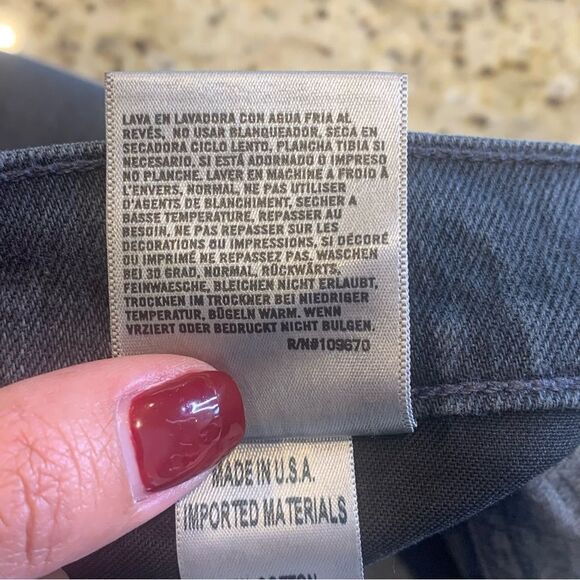 LAVA EN LAVADORA CON AGUA FRIA AL
REVÉS, NO USAR BLANQUEADOR, SECA EN
SECADORA CICLO LENTO, PLANCHA TIBIA SI
NECESARIO, SI ESTÁ ADORNADO O IMPRESO
NO PLANCHE, LAVER EN MACHINE A FROID À
L'ENVERS, NORMAL, NE PAS UTILISER
D'AGENTS DE BLANCHIMENT, SECHER A
BASSE TEMPERATURE, REPASSER AU
BESOIN, NE PAS REPASSER SUR LES
DECORATIONS OU IMPRESSIONS, SI DÉCORÉ
OU IMPRIMÉ NE REPASSEZ PAS, WASCHEN
BEI 30 GRAD, NORMAL, RÜCKWÄRTS,
FEINWAESCHE, BLEICHEN NICHT ERLAUBT,
TROCKNEN IM TROCKNER BEI NIEDRIGER
TEMPERATUR, BÜGELN WARM. WENN
VRZIERT ODER BEDRUCKT NICHT BULGEN.
R/N#109670
MADE IN U.S.A.
IMPORTED MATERIALS
COTTON